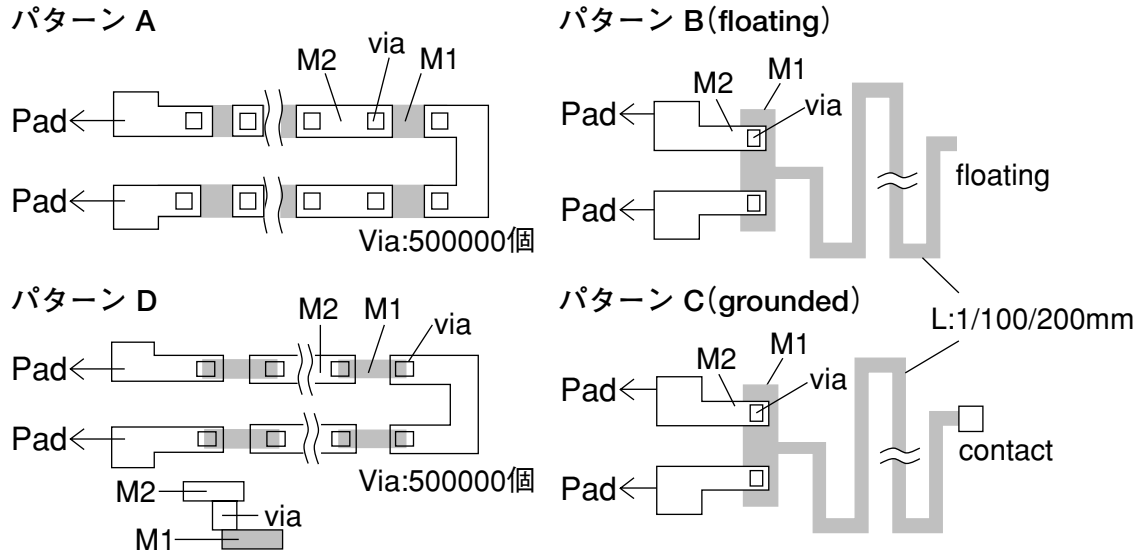 パターン A
M2
via
M1
Pad
Pad
Via:500000個
パターン B(floating)
M1
M2
via
Pad
Pad
floating
パターン D
M2
M1
via
Pad
Pad
Via:500000個
M2
via
M1
パターン C(grounded)
L:1/100/200mm
M1
M2
via
Pad
Pad
contact